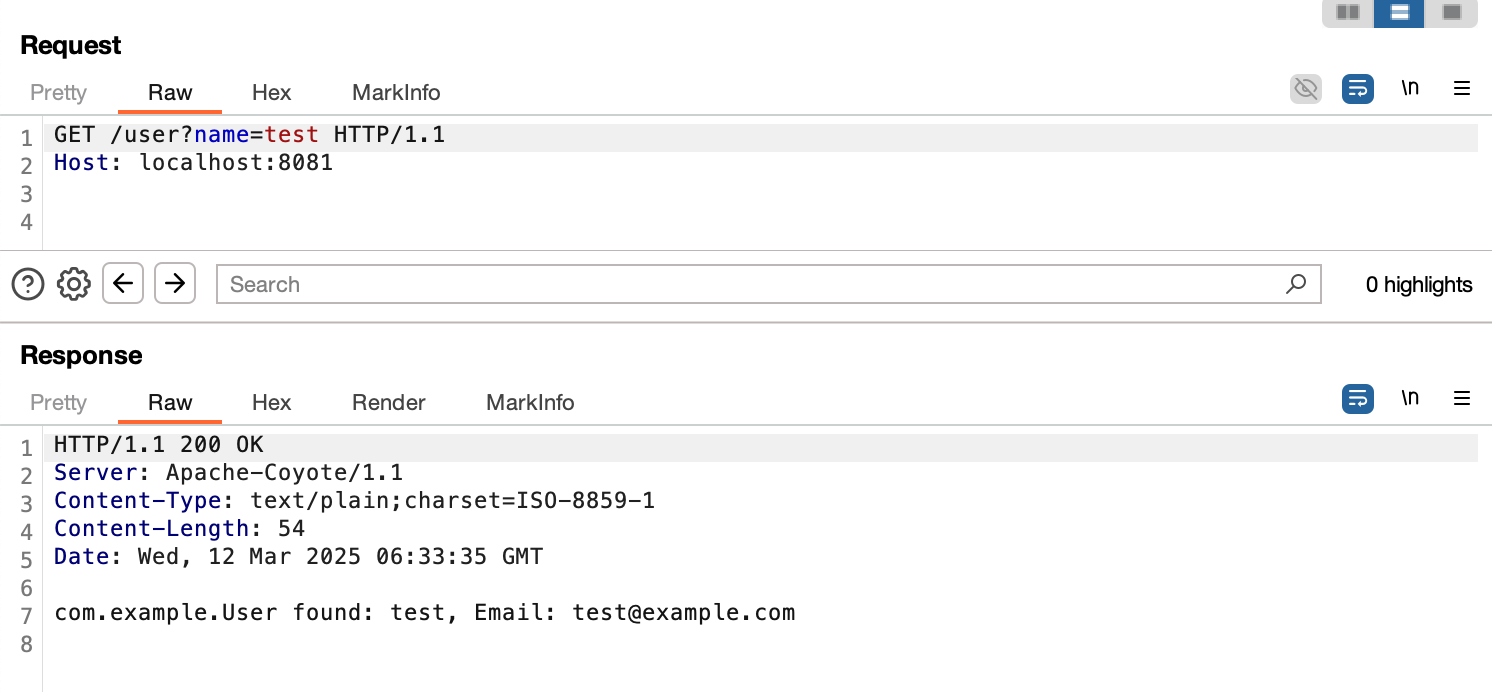 Request
Pretty Raw Hex MarkInfo
\n
1 GET /user?name=test HTTP/1.1
2 Host: localhost:8081
3
4
Search
0 highlights
Response
Pretty Raw Hex Render MarkInfo
\n
1 HTTP/1.1 200 OK
2 Server: Apache-Coyote/1.1
3 Content-Type: text/plain;charset=ISO-8859-1
4 Content-Length: 54
5 Date: Wed, 12 Mar 2025 06:33:35 GMT
6
7 com.example.User found: test, Email: test@example.com
8